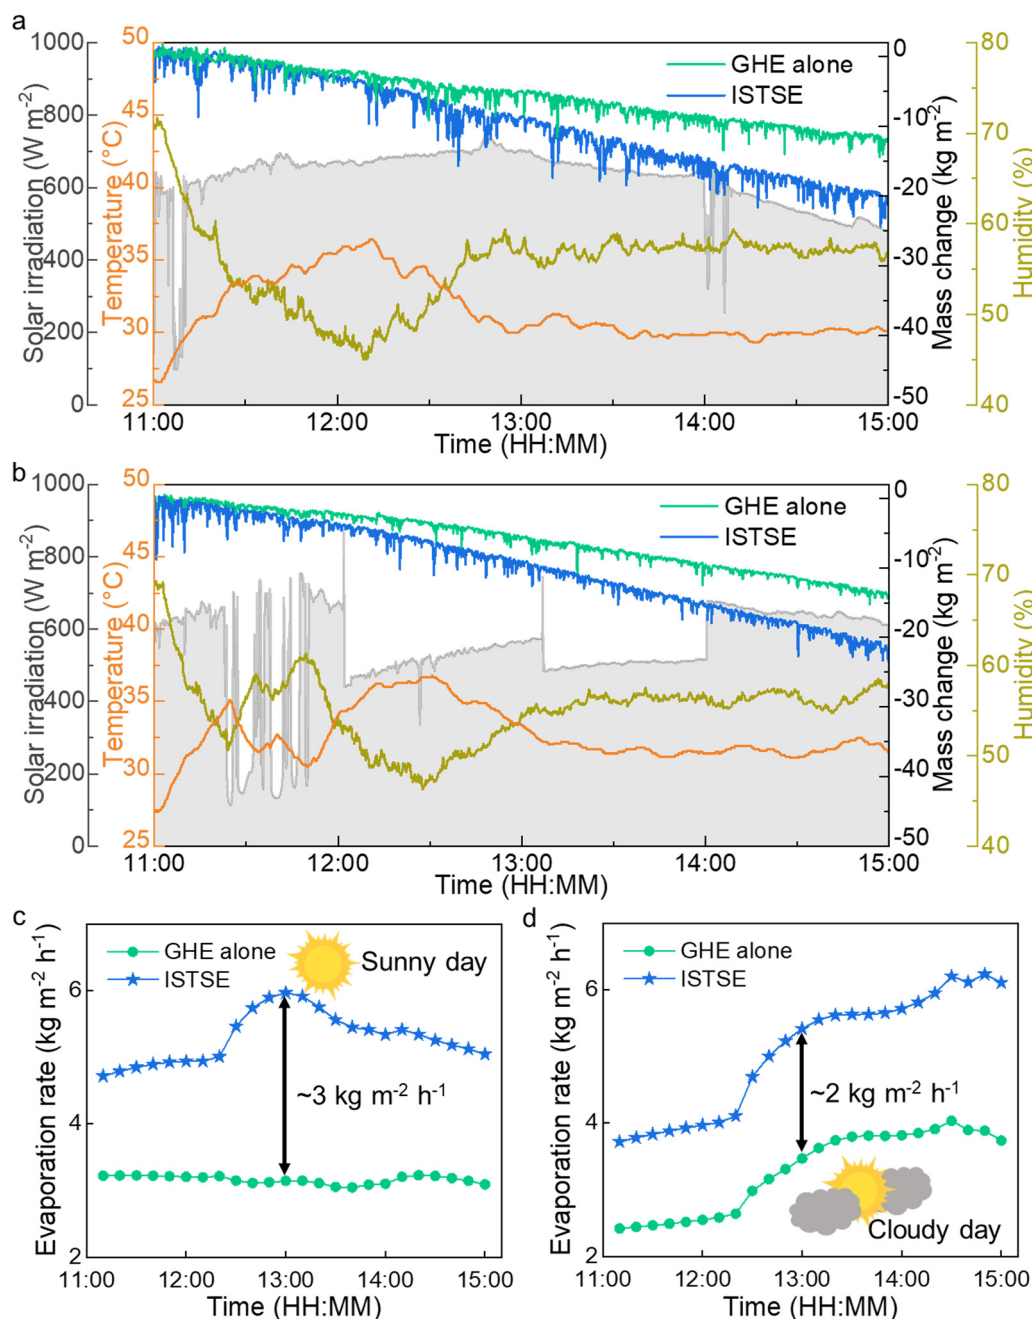 a
Solar irradiation (W m-2)
1000
800
600
400
200
0
Temperature (°C)
50
45
40
35
30
25
GHE alone
ISTSE
0
-10
-20
-30
-40
-50
Mass change (kg m-2)
80
70
60
50
40
Humidity (%)
11:00 12:00 13:00 14:00 15:00
Time (HH:MM)
b
Solar irradiation (W m-2)
1000
800
600
400
200
0
Temperature (°C)
50
45
40
35
30
25
GHE alone
ISTSE
0
-10
-20
-30
-40
-50
Mass change (kg m-2)
80
70
60
50
40
Humidity (%)
11:00 12:00 13:00 14:00 15:00
Time (HH:MM)
c
Evaporation rate (kg m-2 h-1)
6
4
2
GHE alone
ISTSE
Sunny day
~3 kg m-2 h-1
11:00 12:00 13:00 14:00 15:00
Time (HH:MM)
d
Evaporation rate (kg m-2 h-1)
6
4
2
GHE alone
ISTSE
~2 kg m-2 h-1
Cloudy day
11:00 12:00 13:00 14:00 15:00
Time (HH:MM)